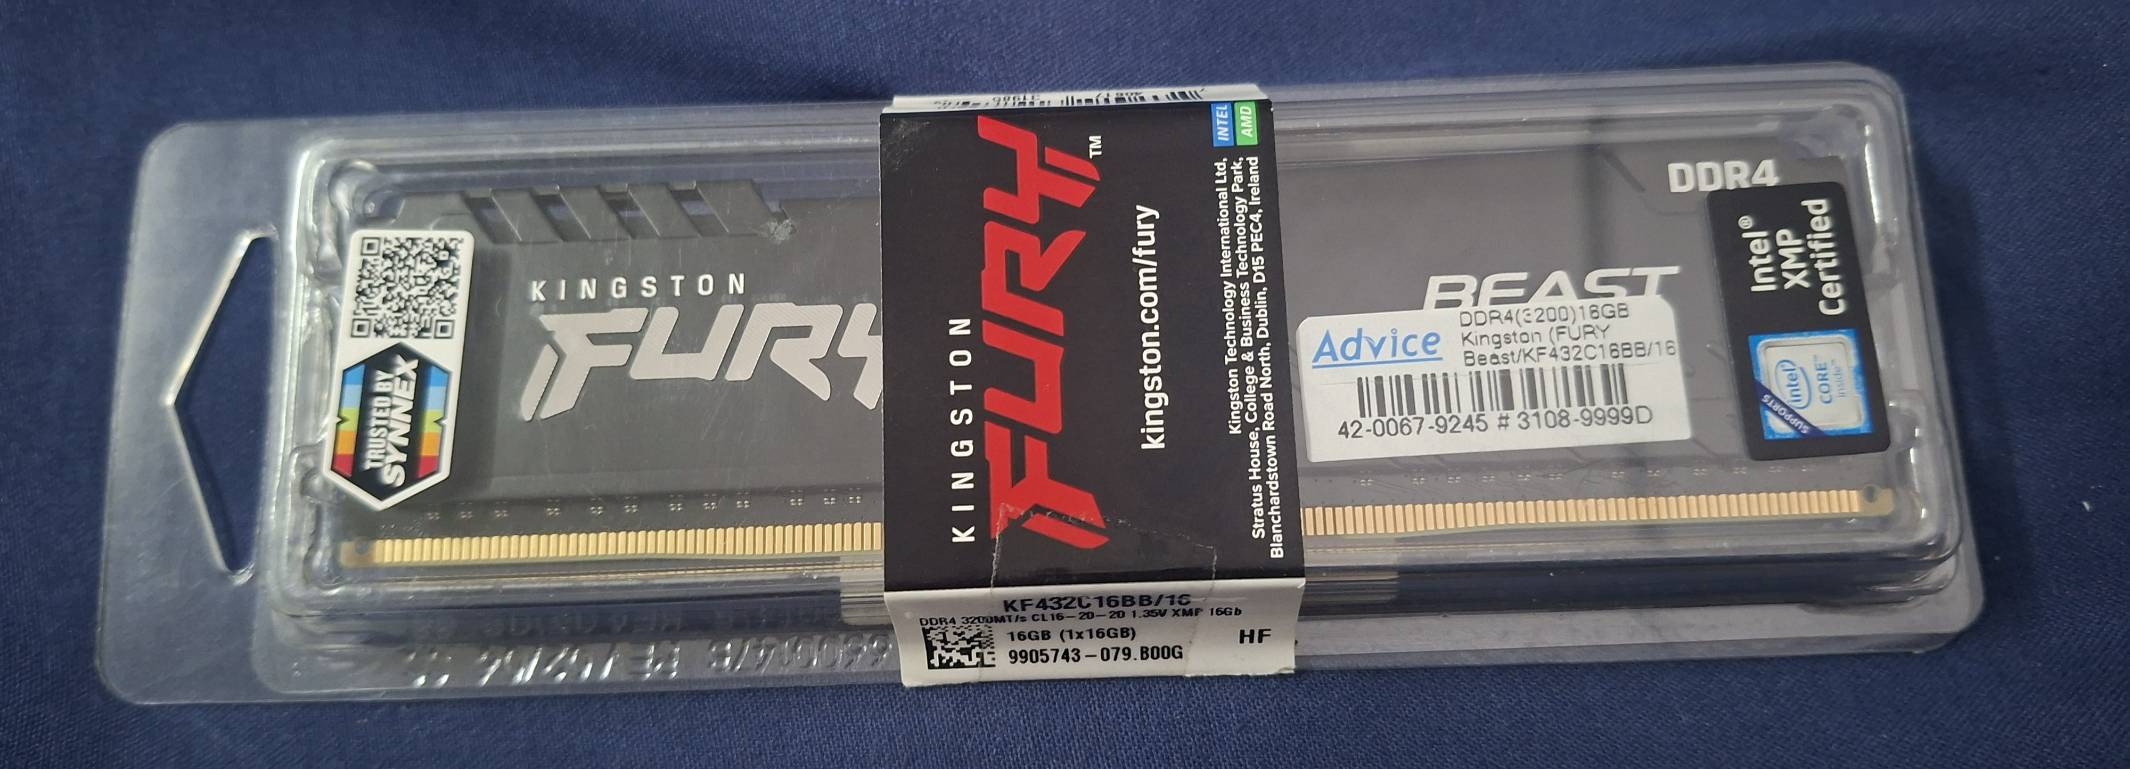 TRUSTED BY
SYNNEX
KINGSTON
FURY
KINGSTON
FURY™
kingston.com/fury
INTEL
AMD
Kingston Technology International Ltd,
Stratus House, College & Business Technology Park,
Blanchardstown Road North, Dublin, D15 PEC4, Ireland
KF432C16BB/16
DDR4 3200MT/s CL16-20-20 1.35V XMP 16Gb
16GB (1x16GB)
9905743-079.B00G
HF
DDR4
BEAST
Advice
DDR4(3200)16GB
Kingston (FURY
Beast/KF432C16BB/16
42-0067-9245 # 3108-9999D
Intel®
XMP
Certified
intel
CORE™
inside™
SUPPORTS